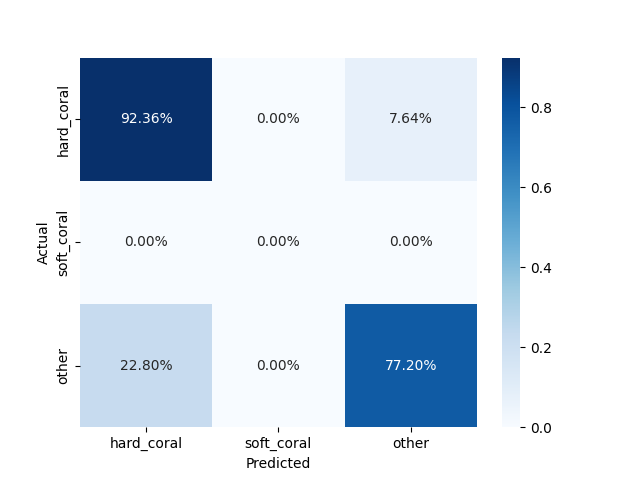 hard_coral
92.36%
0.00%
7.64%
0.8
0.6
Actual
soft_coral
0.00%
0.00%
0.00%
0.4
0.2
other
22.80%
0.00%
77.20%
0.0
hard_coral
soft_coral
other
Predicted